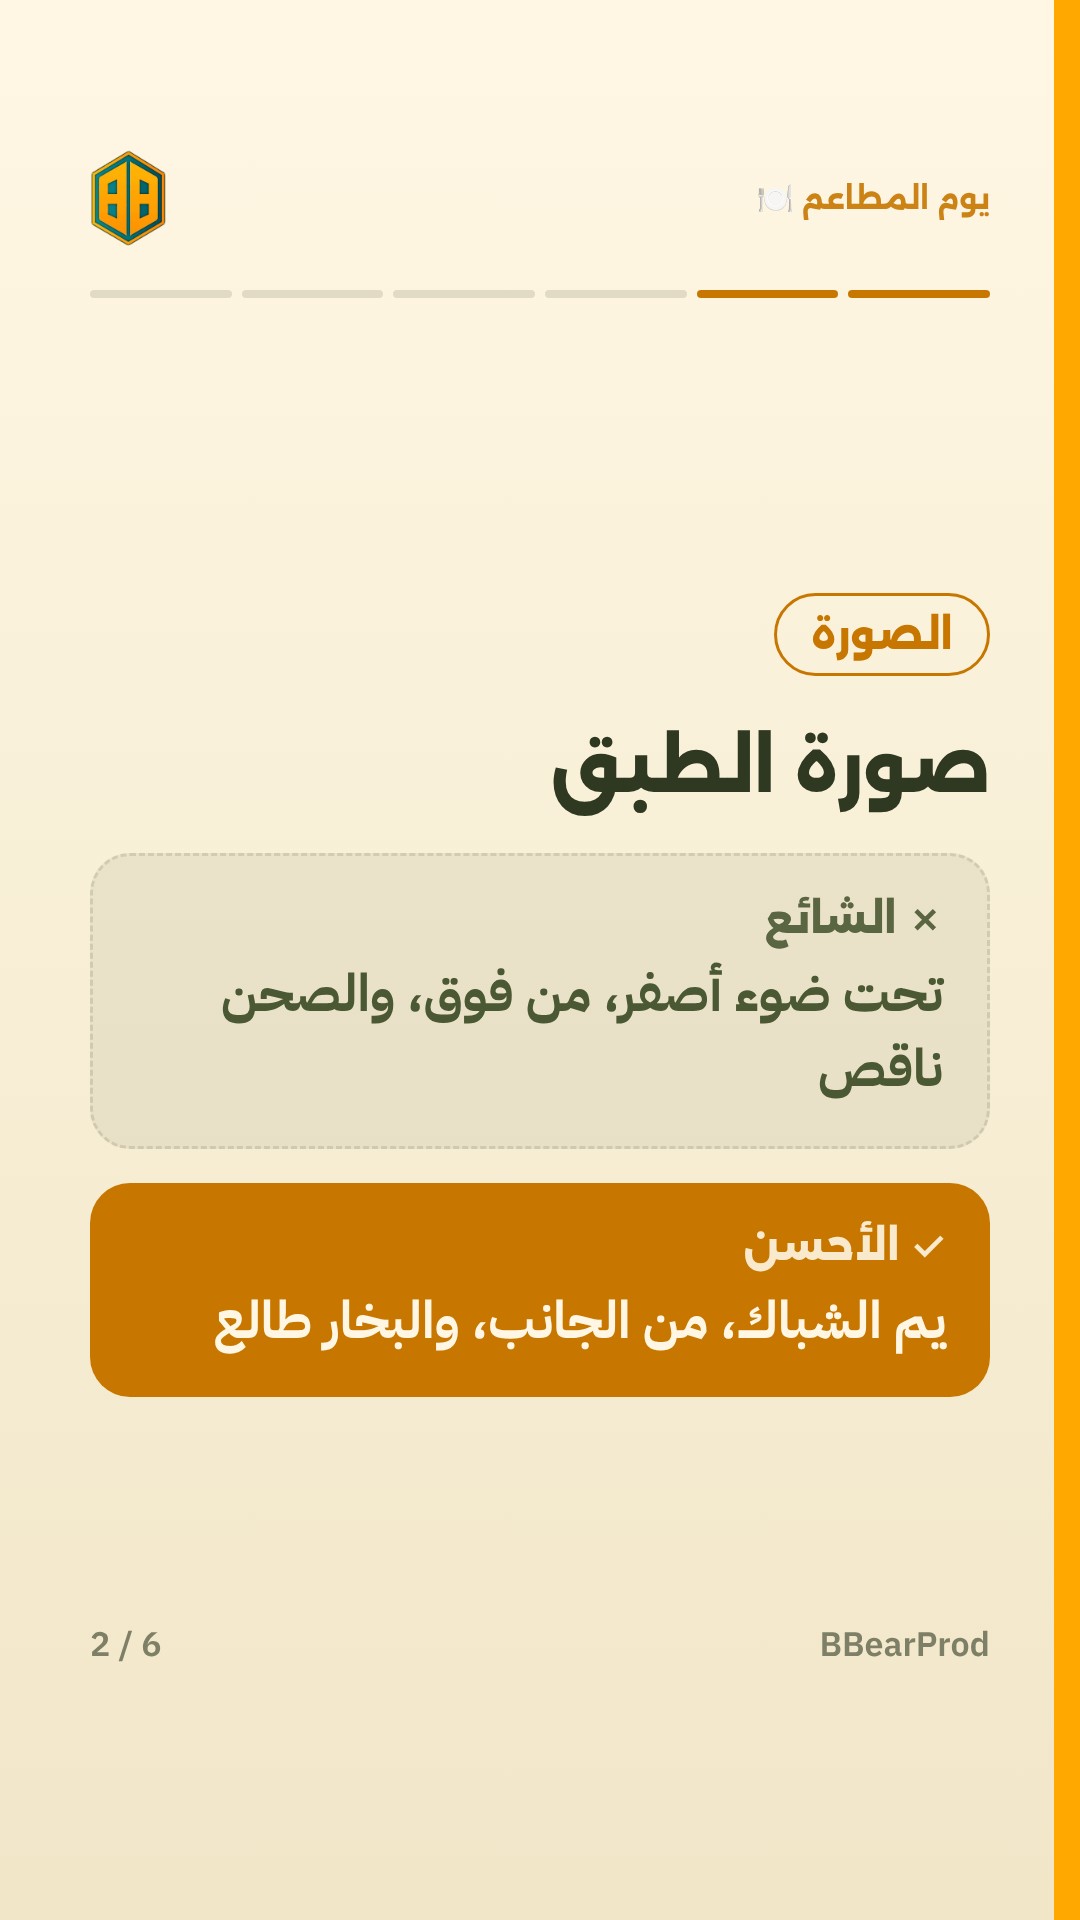 يوم المطاعم 🍽️
الصورة
صورة الطبق
× الشائع
تحت ضوء أصفر، من فوق، والصحن
ناقص
✓ الأحسن
يم الشباك، من الجانب، والبخار طالع
BBearProd
2 / 6